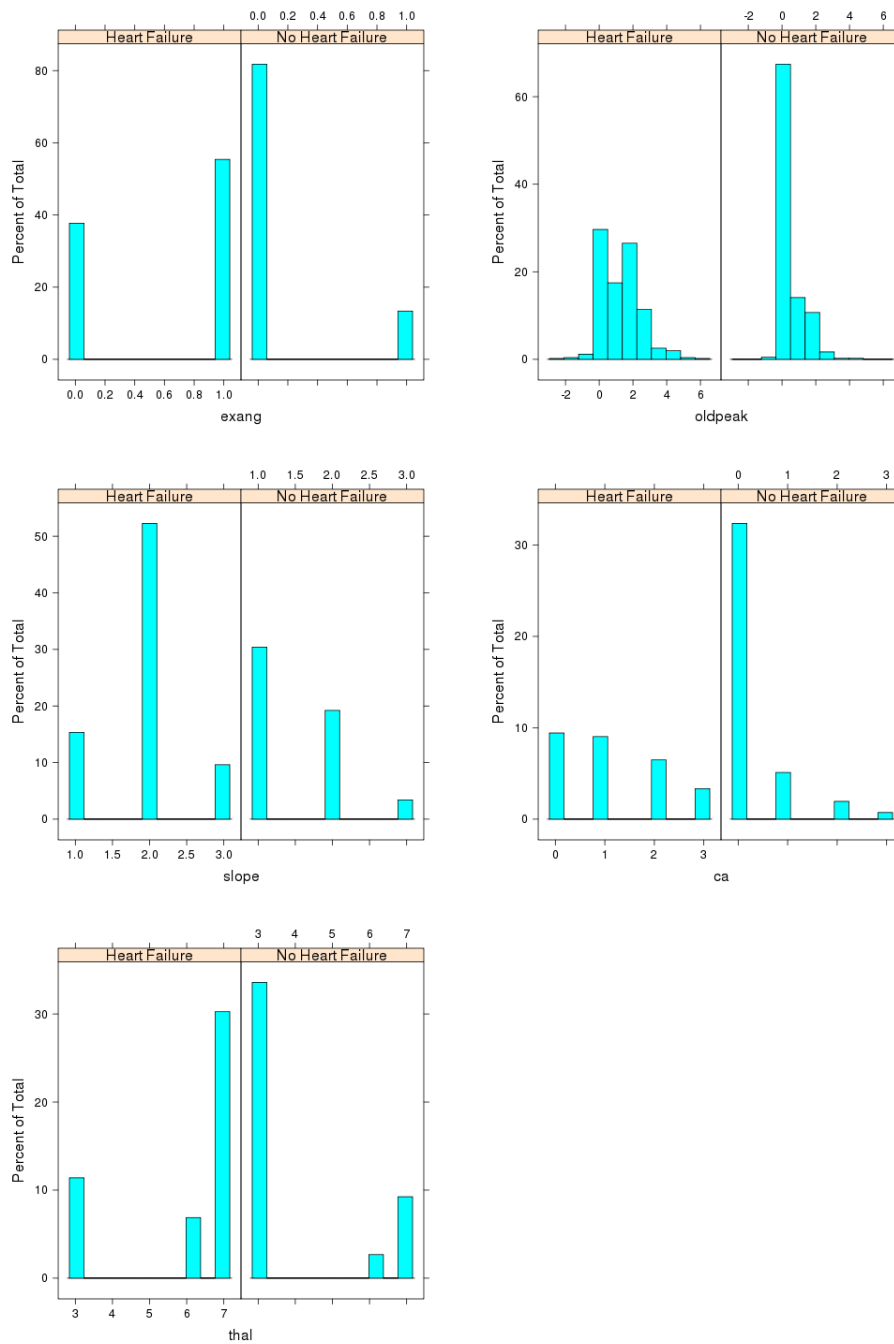 0.0 0.2 0.4 0.6 0.8 1.0
Heart Failure No Heart Failure
80
60
40
20
0
Percent of Total
0.0 0.2 0.4 0.6 0.8 1.0
exang
-2 0 2 4 6
Heart Failure No Heart Failure
60
40
20
0
Percent of Total
-2 0 2 4 6
oldpeak
1.0 1.5 2.0 2.5 3.0
Heart Failure No Heart Failure
50
40
30
20
10
0
Percent of Total
1.0 1.5 2.0 2.5 3.0
slope
0 1 2 3
Heart Failure No Heart Failure
30
20
10
0
Percent of Total
0 1 2 3
ca
3 4 5 6 7
Heart Failure No Heart Failure
30
20
10
0
Percent of Total
3 4 5 6 7
thal